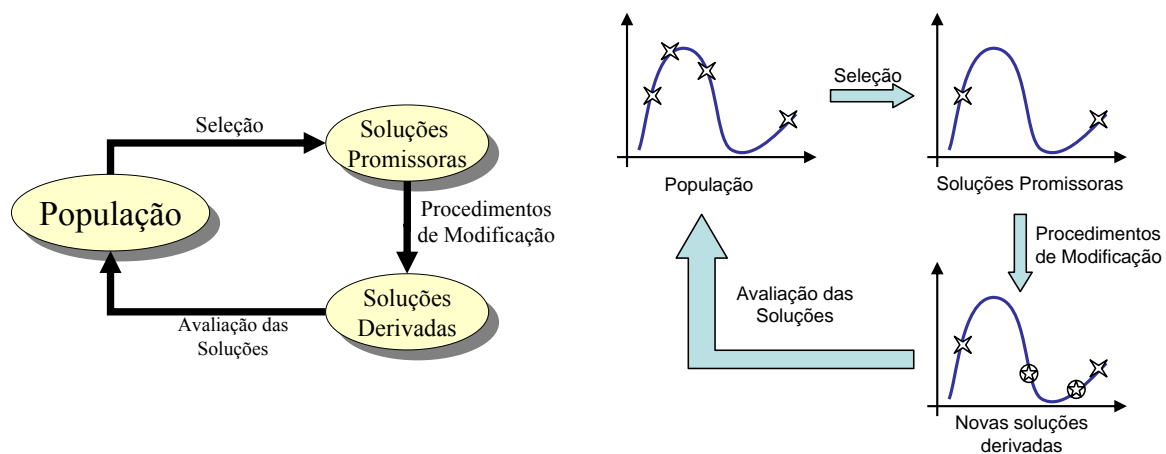 Seleção
Soluções
Promissoras
População
Procedimentos
de Modificação
Soluções
Derivadas
Avaliação das
Soluções
População
Seleção
Soluções Promissoras
Procedimentos
de Modificação
Avaliação das
Soluções
Novas soluções
derivadas